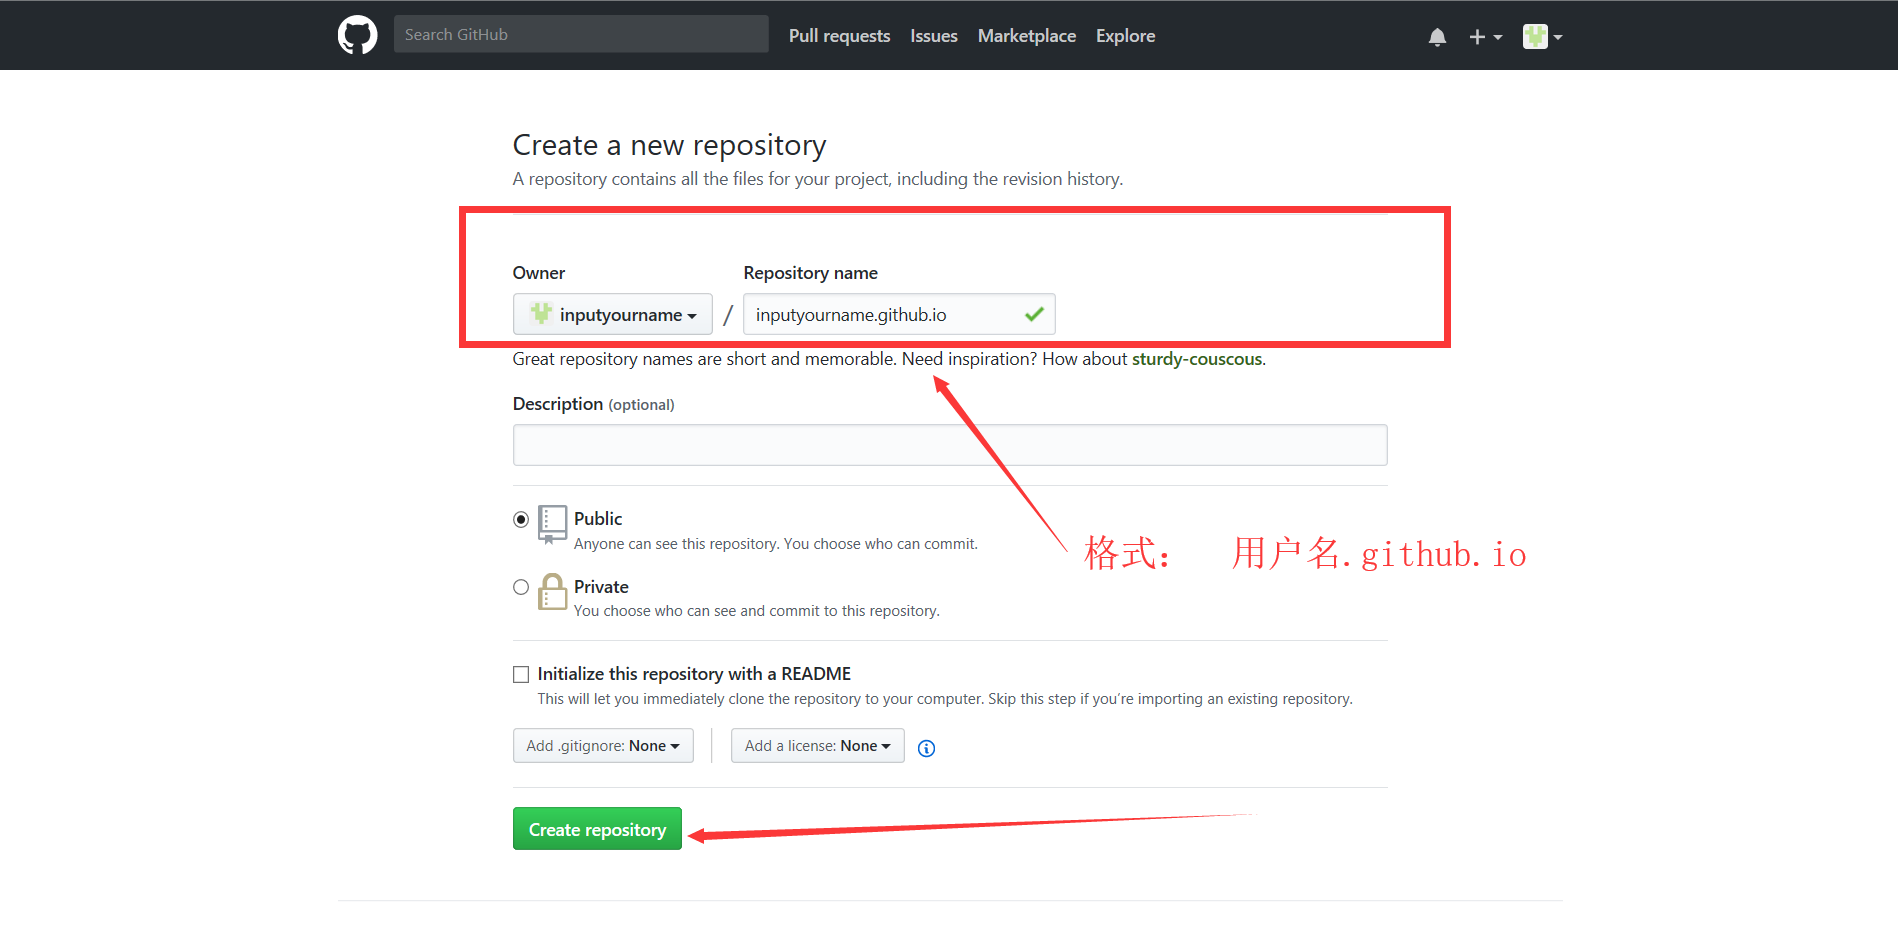 Search GitHub
Pull requests Issues Marketplace Explore
Create a new repository
A repository contains all the files for your project, including the revision history.
Owner Repository name
inputyourname / inputyourname.github.io
Great repository names are short and memorable. Need inspiration? How about sturdy-couscous.
Description (optional)
Public
Anyone can see this repository. You choose who can commit.
格式： 用户名.github.io
Private
You choose who can see and commit to this repository.
Initialize this repository with a README
This will let you immediately clone the repository to your computer. Skip this step if you’re importing an existing repository.
Add .gitignore: None Add a license: None
Create repository